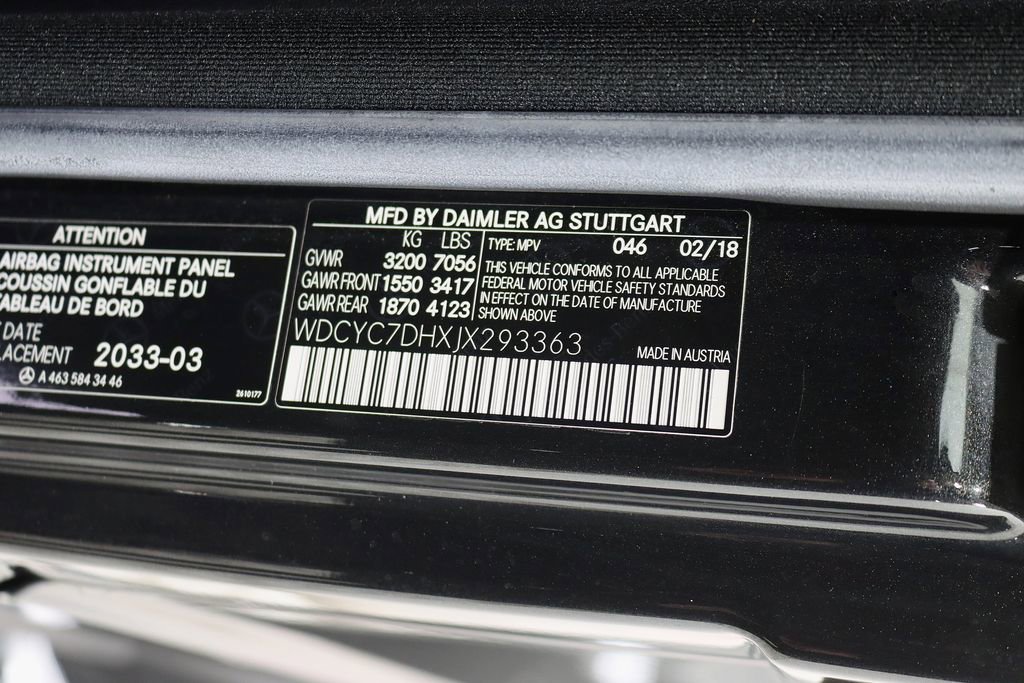 ATTENTION
AIRBAG INSTRUMENT PANEL
COUSSIN GONFLABLE DU
TABLEAU DE BORD
DATE
2033-03
A 463 584 34 46
2610177
MFD BY DAIMLER AG STUTTGART
KG LBS
GVWR 3200 7056
GAWR FRONT 1550 3417
GAWR REAR 1870 4123
TYPE: MPV 046 02/18
THIS VEHICLE CONFORMS TO ALL APPLICABLE
FEDERAL MOTOR VEHICLE SAFETY STANDARDS
IN EFFECT ON THE DATE OF MANUFACTURE
SHOWN ABOVE
WDCYC7DHXJX293363
MADE IN AUSTRIA